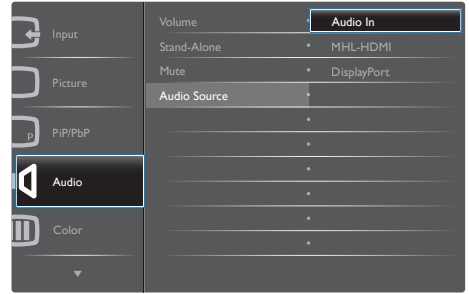 Input
Picture
p
PiP/PbP
Audio
Color
Volume
Stand-Alone
Mute
Audio Source
Audio In
MHL-HDMI
DisplayPort